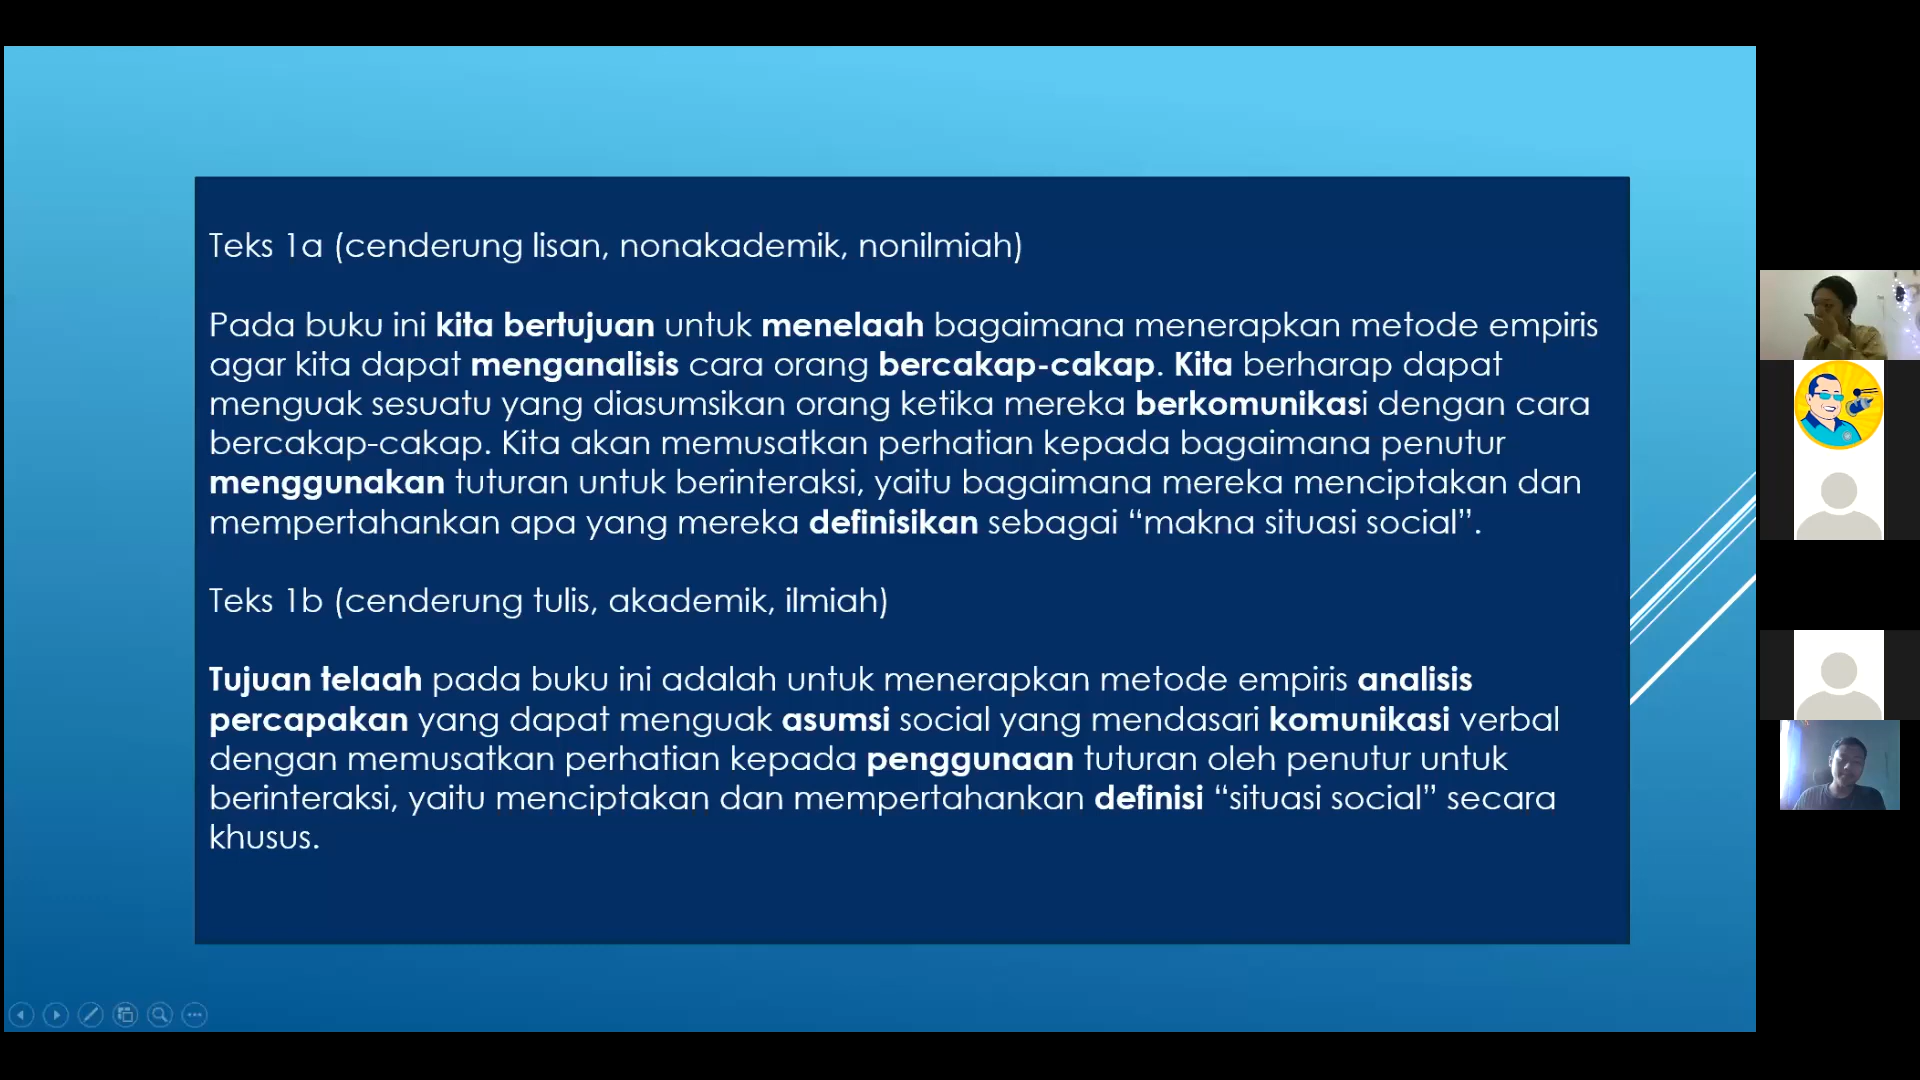 Teks 1a (cenderung lisan, nonakademik, nonilmiah)
Pada buku ini kita bertujuan untuk menelaah bagaimana menerapkan metode empiris
agar kita dapat menganalisis cara orang bercakap-cakap. Kita berharap dapat
menguak sesuatu yang diasumsikan orang ketika mereka berkomunikasi dengan cara
bercakap-cakap. Kita akan memusatkan perhatian kepada bagaimana penutur
menggunakan tuturan untuk berinteraksi, yaitu bagaimana mereka menciptakan dan
mempertahankan apa yang mereka definisikan sebagai “makna situasi social”.
Teks 1b (cenderung tulis, akademik, ilmiah)
Tujuan telaah pada buku ini adalah untuk menerapkan metode empiris analisis
percapakan yang dapat menguak asumsi social yang mendasari komunikasi verbal
dengan memusatkan perhatian kepada penggunaan tuturan oleh penutur untuk
berinteraksi, yaitu menciptakan dan mempertahankan definisi “situasi social” secara
khusus.